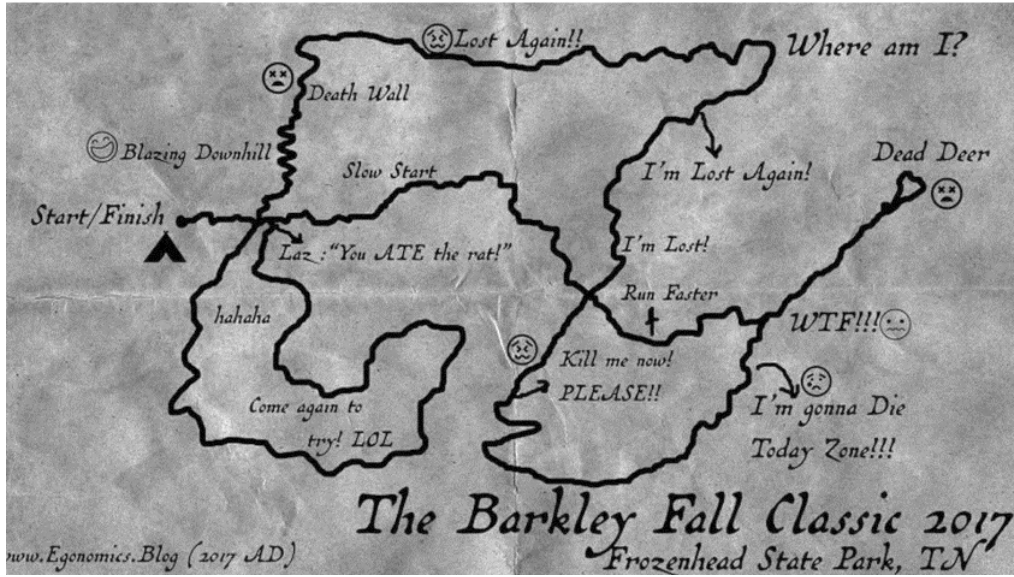 Lost Again!!
Where am I?
Death Wall
Blazing Downhill
Slow Start
I'm Lost Again!
Dead Deer
Start/Finish
Laz :"You ATE the rat!"
I'm Lost!
hahaha
Run Faster
WTF!!!
Kill me now!
PLEASE!!
Come again to
try! LOL
I'm gonna Die
Today Zone!!!
The Barkley Fall Classic 2017
www.Egonomics.Blog (2017 AD)
Frozenhead State Park, TN